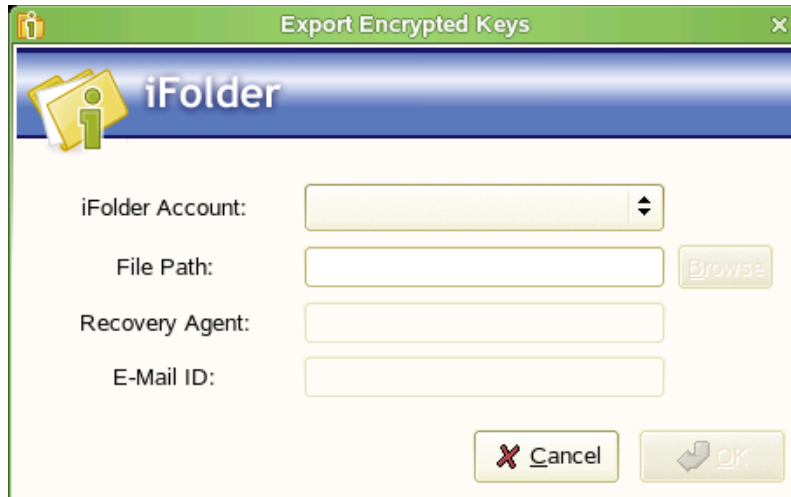 Export Encrypted Keys
iFolder
iFolder Account:
File Path:
Browse
Recovery Agent:
E-Mail ID:
Cancel
OK